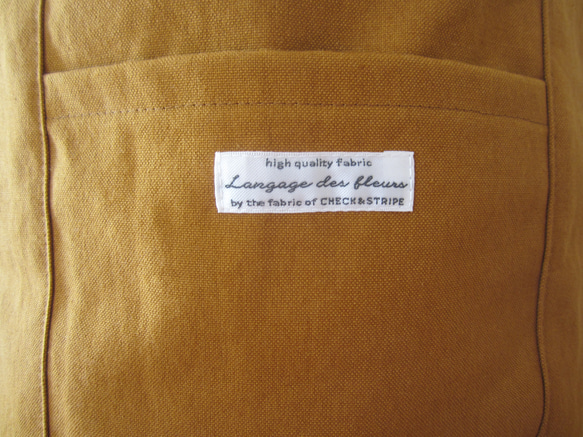 high quality fabric
Langage des fleurs
by the fabric of CHECK&STRIPE